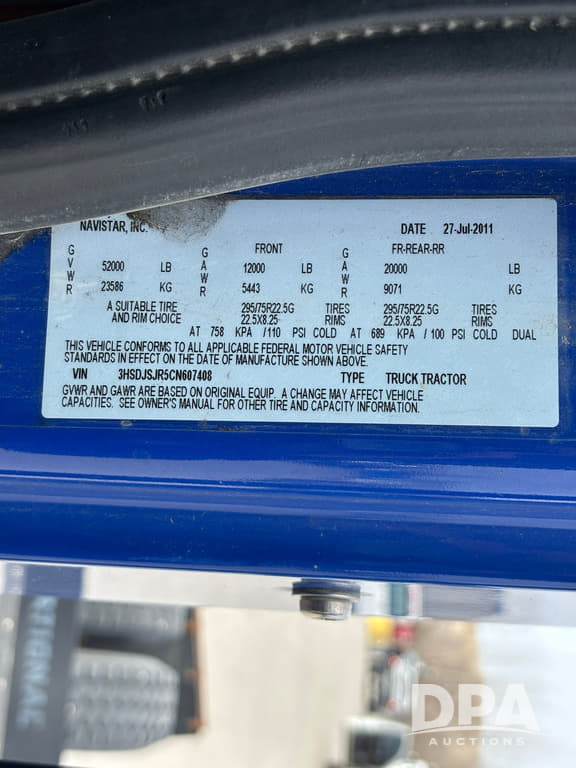 NAVISTAR, INC. DATE 27-Jul-2011
G G FRONT G FR-REAR-RR
V 52000 LB A 12000 LB A 20000 LB
W W W
R 23586 KG R 5443 KG R 9071 KG
A SUITABLE TIRE 295/75R22.5G TIRES 295/75R22.5G TIRES
AND RIM CHOICE 22.5X8.25 RIMS 22.5X8.25 RIMS
AT 758 KPA /110 PSI COLD AT 689 KPA /100 PSI COLD DUAL
THIS VEHICLE CONFORMS TO ALL APPLICABLE FEDERAL MOTOR VEHICLE SAFETY
STANDARDS IN EFFECT ON THE DATE OF MANUFACTURE SHOWN ABOVE.
VIN 3HSDJSJR5CN607408 TYPE TRUCK TRACTOR
GVWR and GAWR ARE BASED ON ORIGINAL EQUIP. A CHANGE MAY AFFECT VEHICLE
CAPACITIES. SEE OWNER'S MANUAL FOR OTHER TIRE AND CAPACITY INFORMATION.
DPA
AUCTIONS